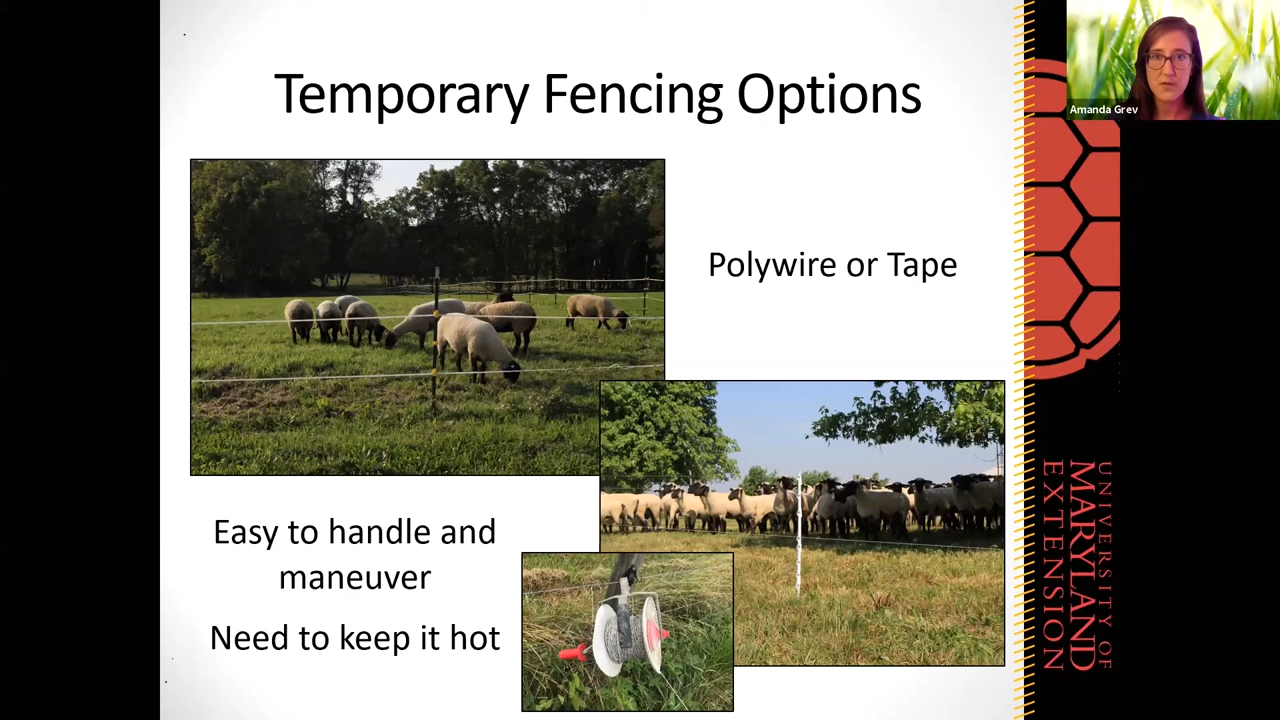 Temporary Fencing Options
Amanda Grev
Polywire or Tape
Easy to handle and
maneuver
Need to keep it hot
UNIVERSITY OF
MARYLAND
EXTENSION